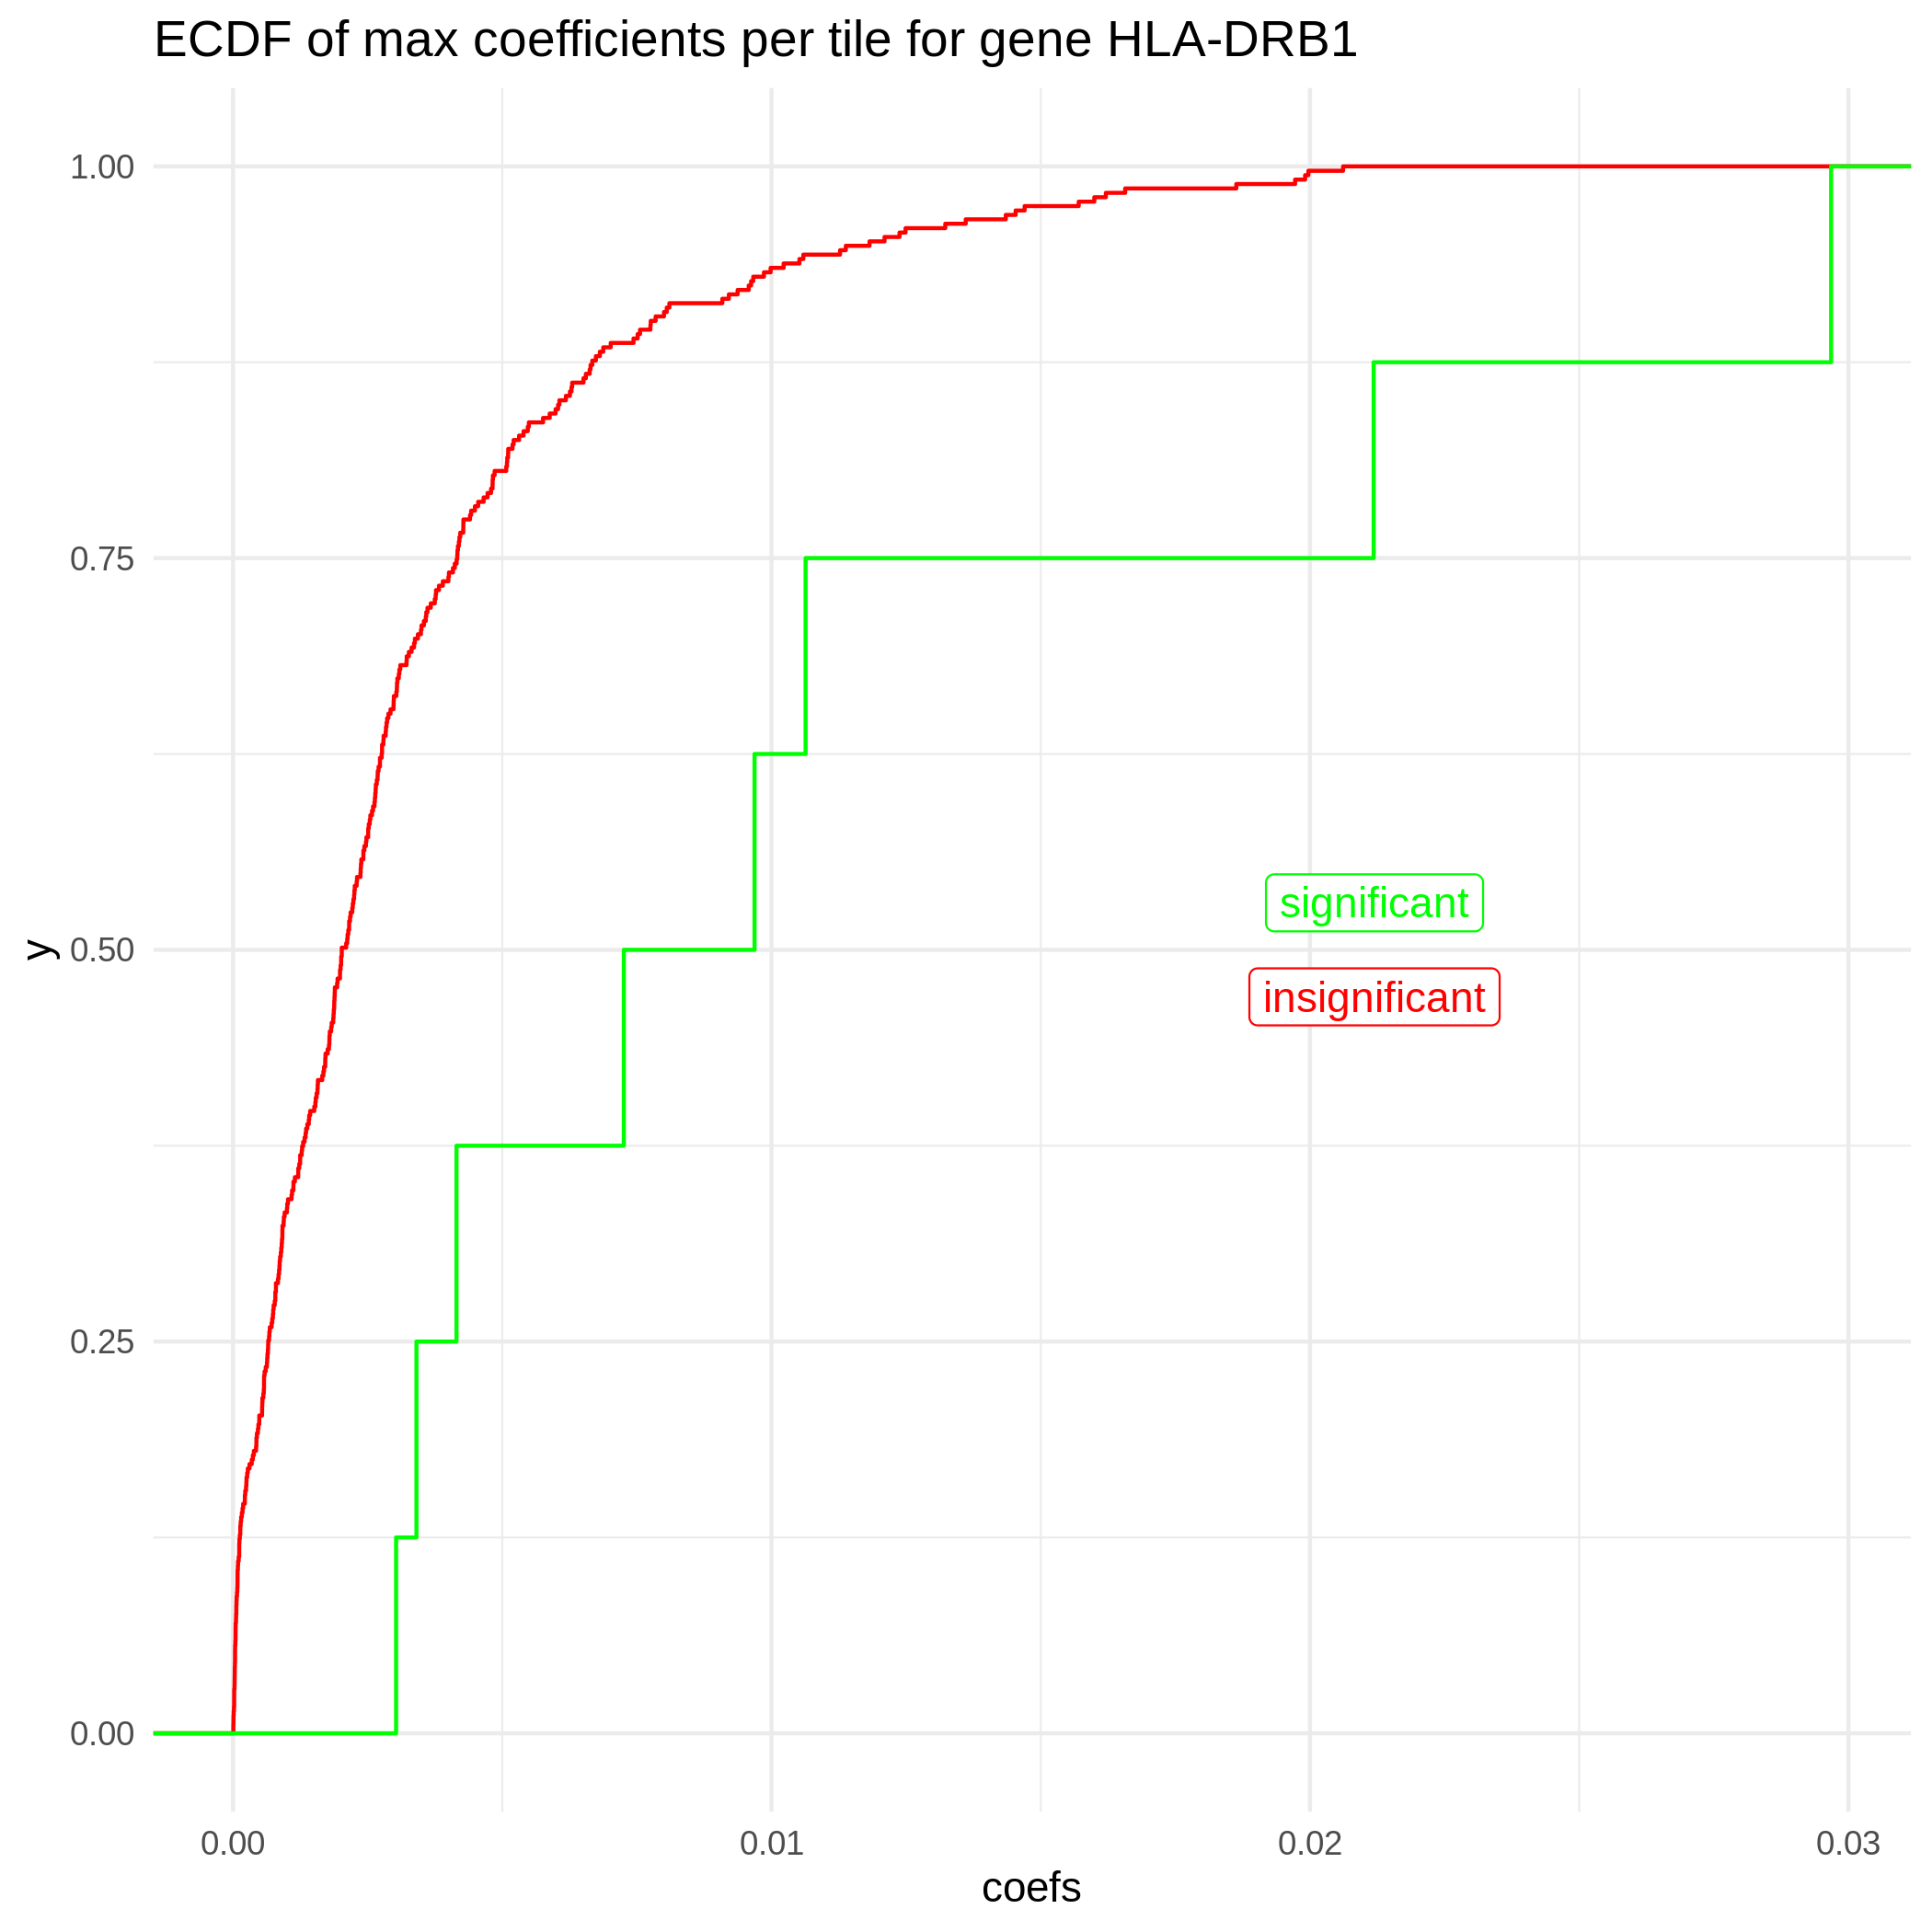 ECDF of max coefficients per tile for gene HLA-DRB1
1.00
0.75
0.50
0.25
0.00
y
significant
insignificant
0.00 0.01 0.02 0.03
coefs